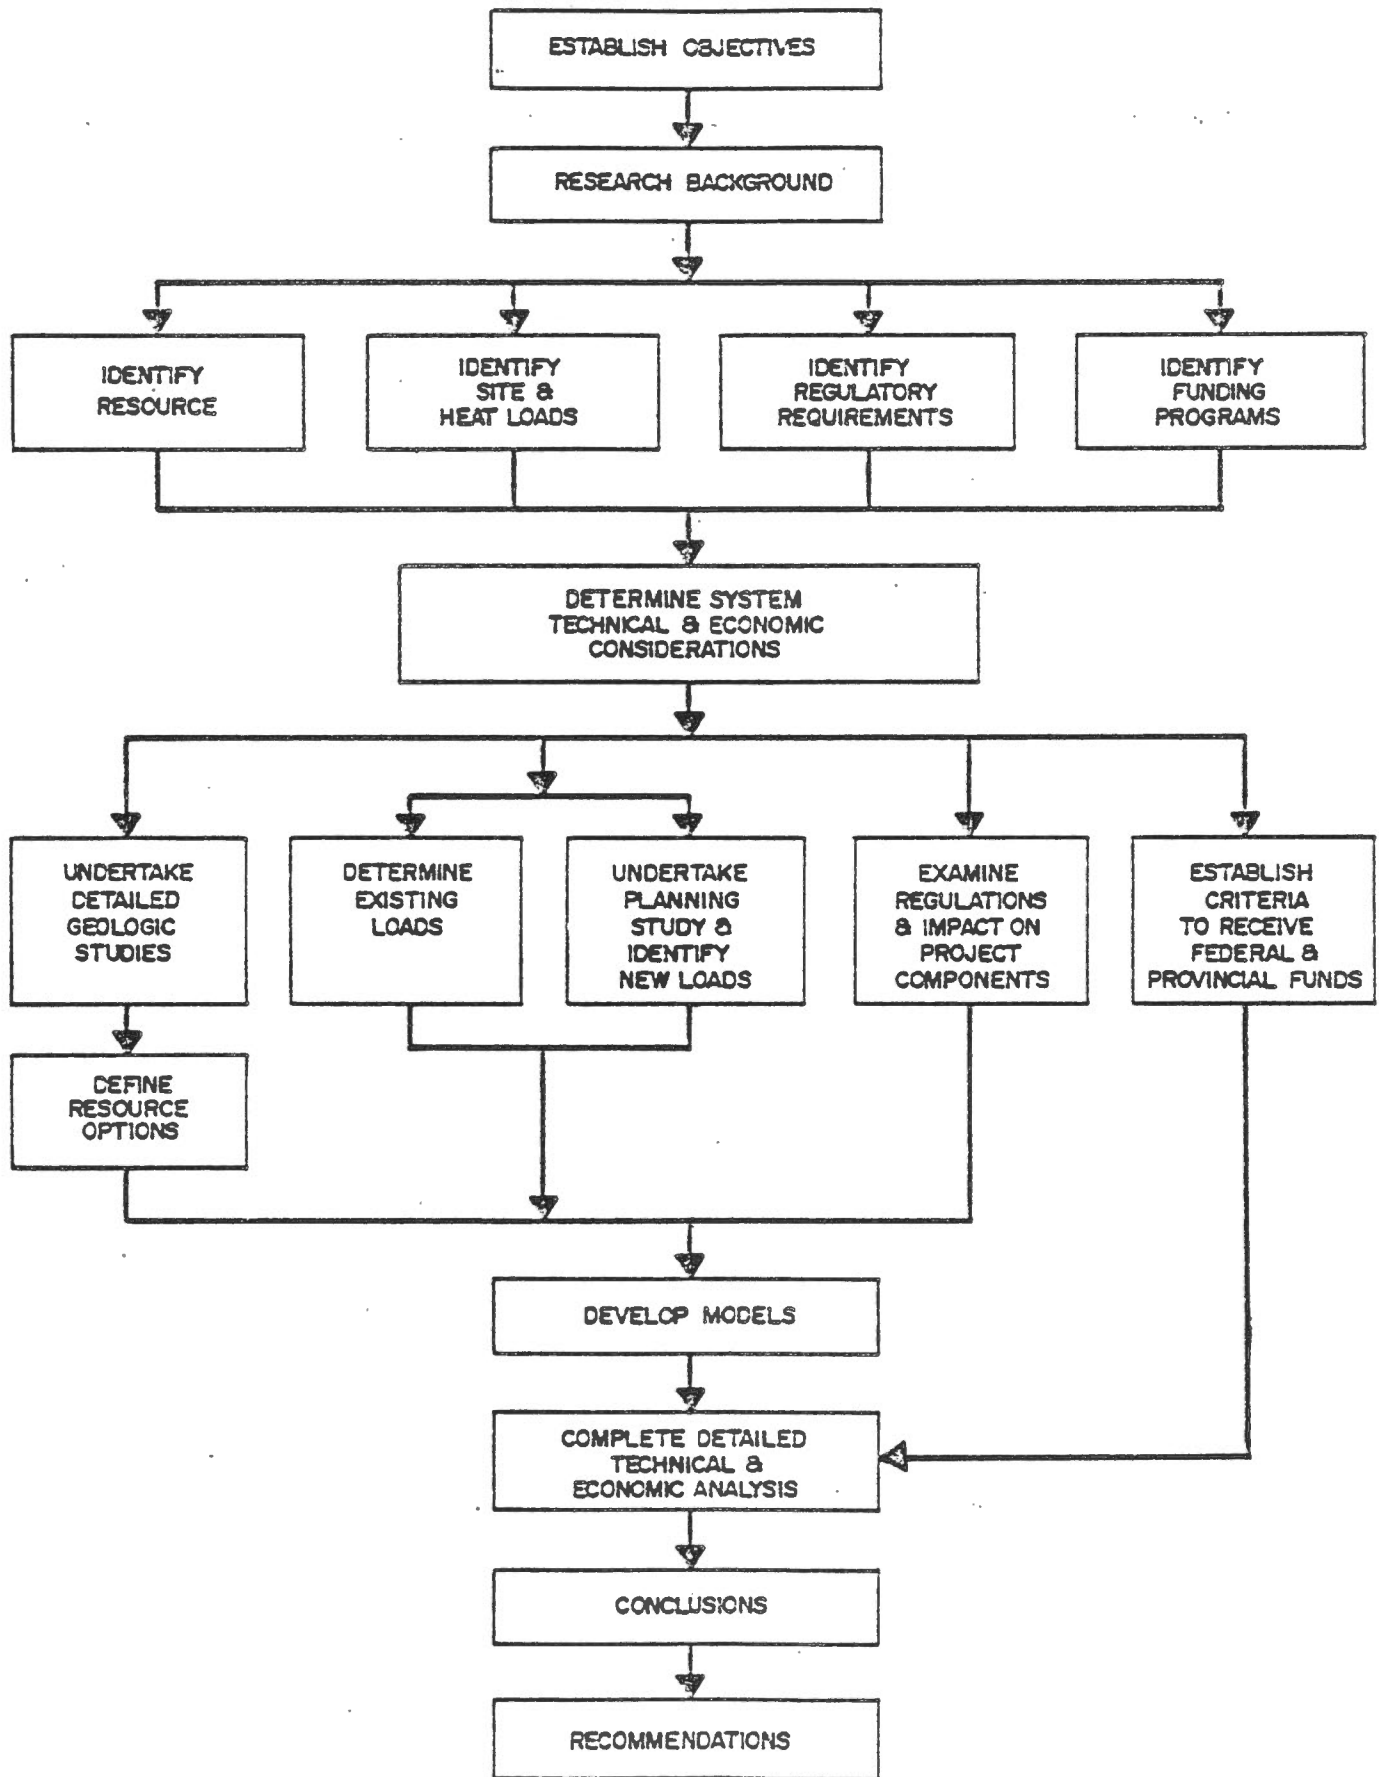 ESTABLISH OBJECTIVES
RESEARCH BACKGROUND
IDENTIFY
RESOURCE
IDENTIFY
SITE &
HEAT LOADS
IDENTIFY
REGULATORY
REQUIREMENTS
IDENTIFY
FUNDING
PROGRAMS
DETERMINE SYSTEM
TECHNICAL & ECONOMIC
CONSIDERATIONS
UNDERTAKE
DETAILED
GEOLOGIC
STUDIES
DETERMINE
EXISTING
LOADS
UNDERTAKE
PLANNING
STUDY &
IDENTIFY
NEW LOADS
EXAMINE
REGULATIONS
& IMPACT ON
PROJECT
COMPONENTS
ESTABLISH
CRITERIA
TO RECEIVE
FEDERAL &
PROVINCIAL FUNDS
DEFINE
RESOURCE
OPTIONS
DEVELOP MODELS
COMPLETE DETAILED
TECHNICAL &
ECONOMIC ANALYSIS
CONCLUSIONS
RECOMMENDATIONS